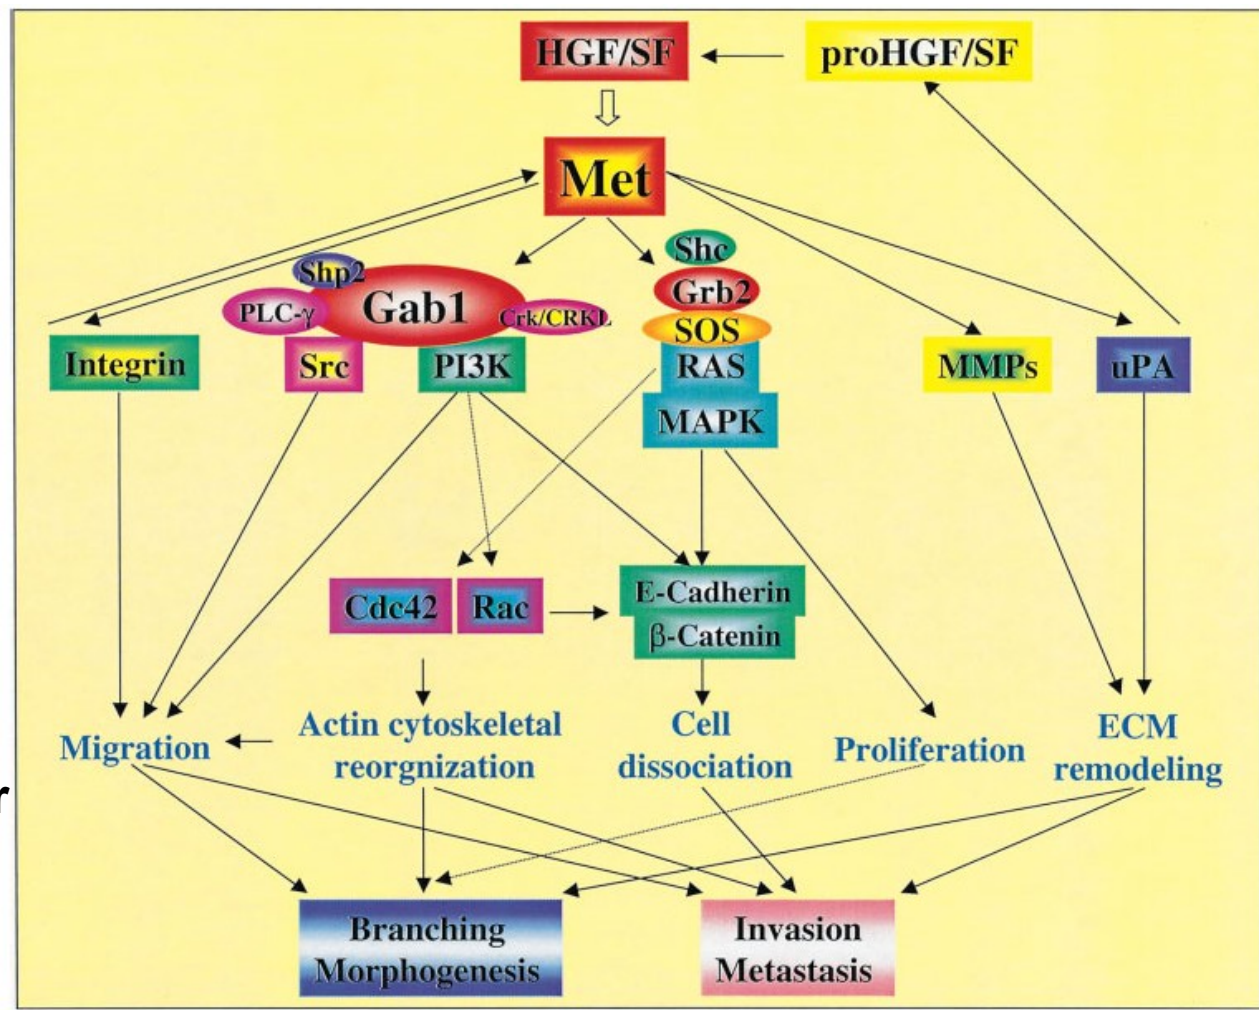 HGF/SF
proHGF/SF
Met
Shc
Shp2
Grb2
PLC-γ
Gab1
Crk/CRKL
SOS
Integrin
Src
PI3K
RAS
MMPs
uPA
MAPK
Cdc42
Rac
E-Cadherin
β-Catenin
Migration
Actin cytoskeletal
reorgnization
Cell
dissociation
Proliferation
ECM
remodeling
r
Branching
Morphogenesis
Invasion
Metastasis